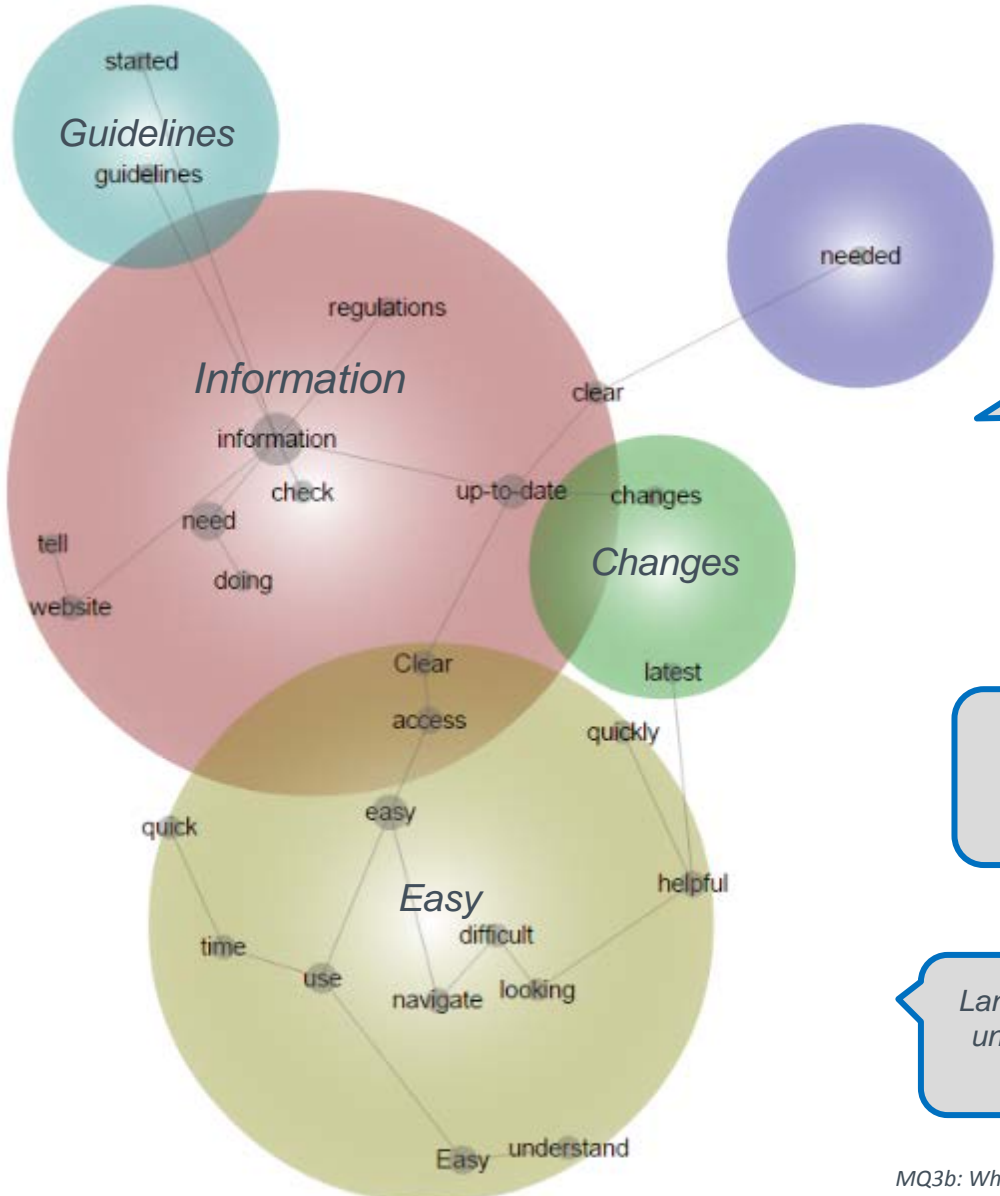 started
Guidelines
guidelines
needed
regulations
Information
clear
information
check
up-to-date
changes
need
tell
doing
Changes
website
Clear
latest
access
quickly
easy
quick
helpful
Easy
difficult
time
use
navigate
looking
understand
Easy
MQ3b: